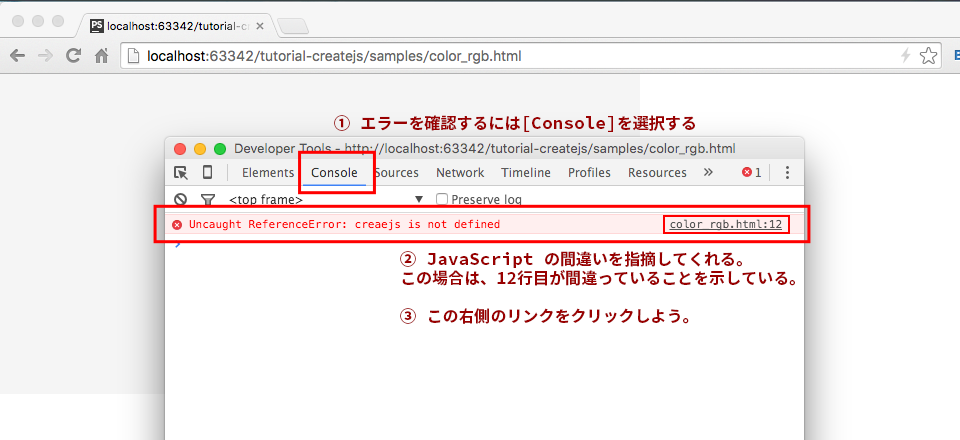 PS localhost:63342/tutorial-cre
localhost:63342/tutorial-createjs/samples/color_rgb.html
① エラーを確認するには[Console]を選択する
Developer Tools - http://localhost:63342/tutorial-createjs/samples/color_rgb.html
Elements Console Sources Network Timeline Profiles Resources » 1
<top frame> ▼ Preserve log
Uncaught ReferenceError: creaejs is not defined color_rgb.html:12
② JavaScript の間違いを指摘してくれる。
この場合は、12行目が間違っていることを示している。
③ この右側のリンクをクリックしよう。